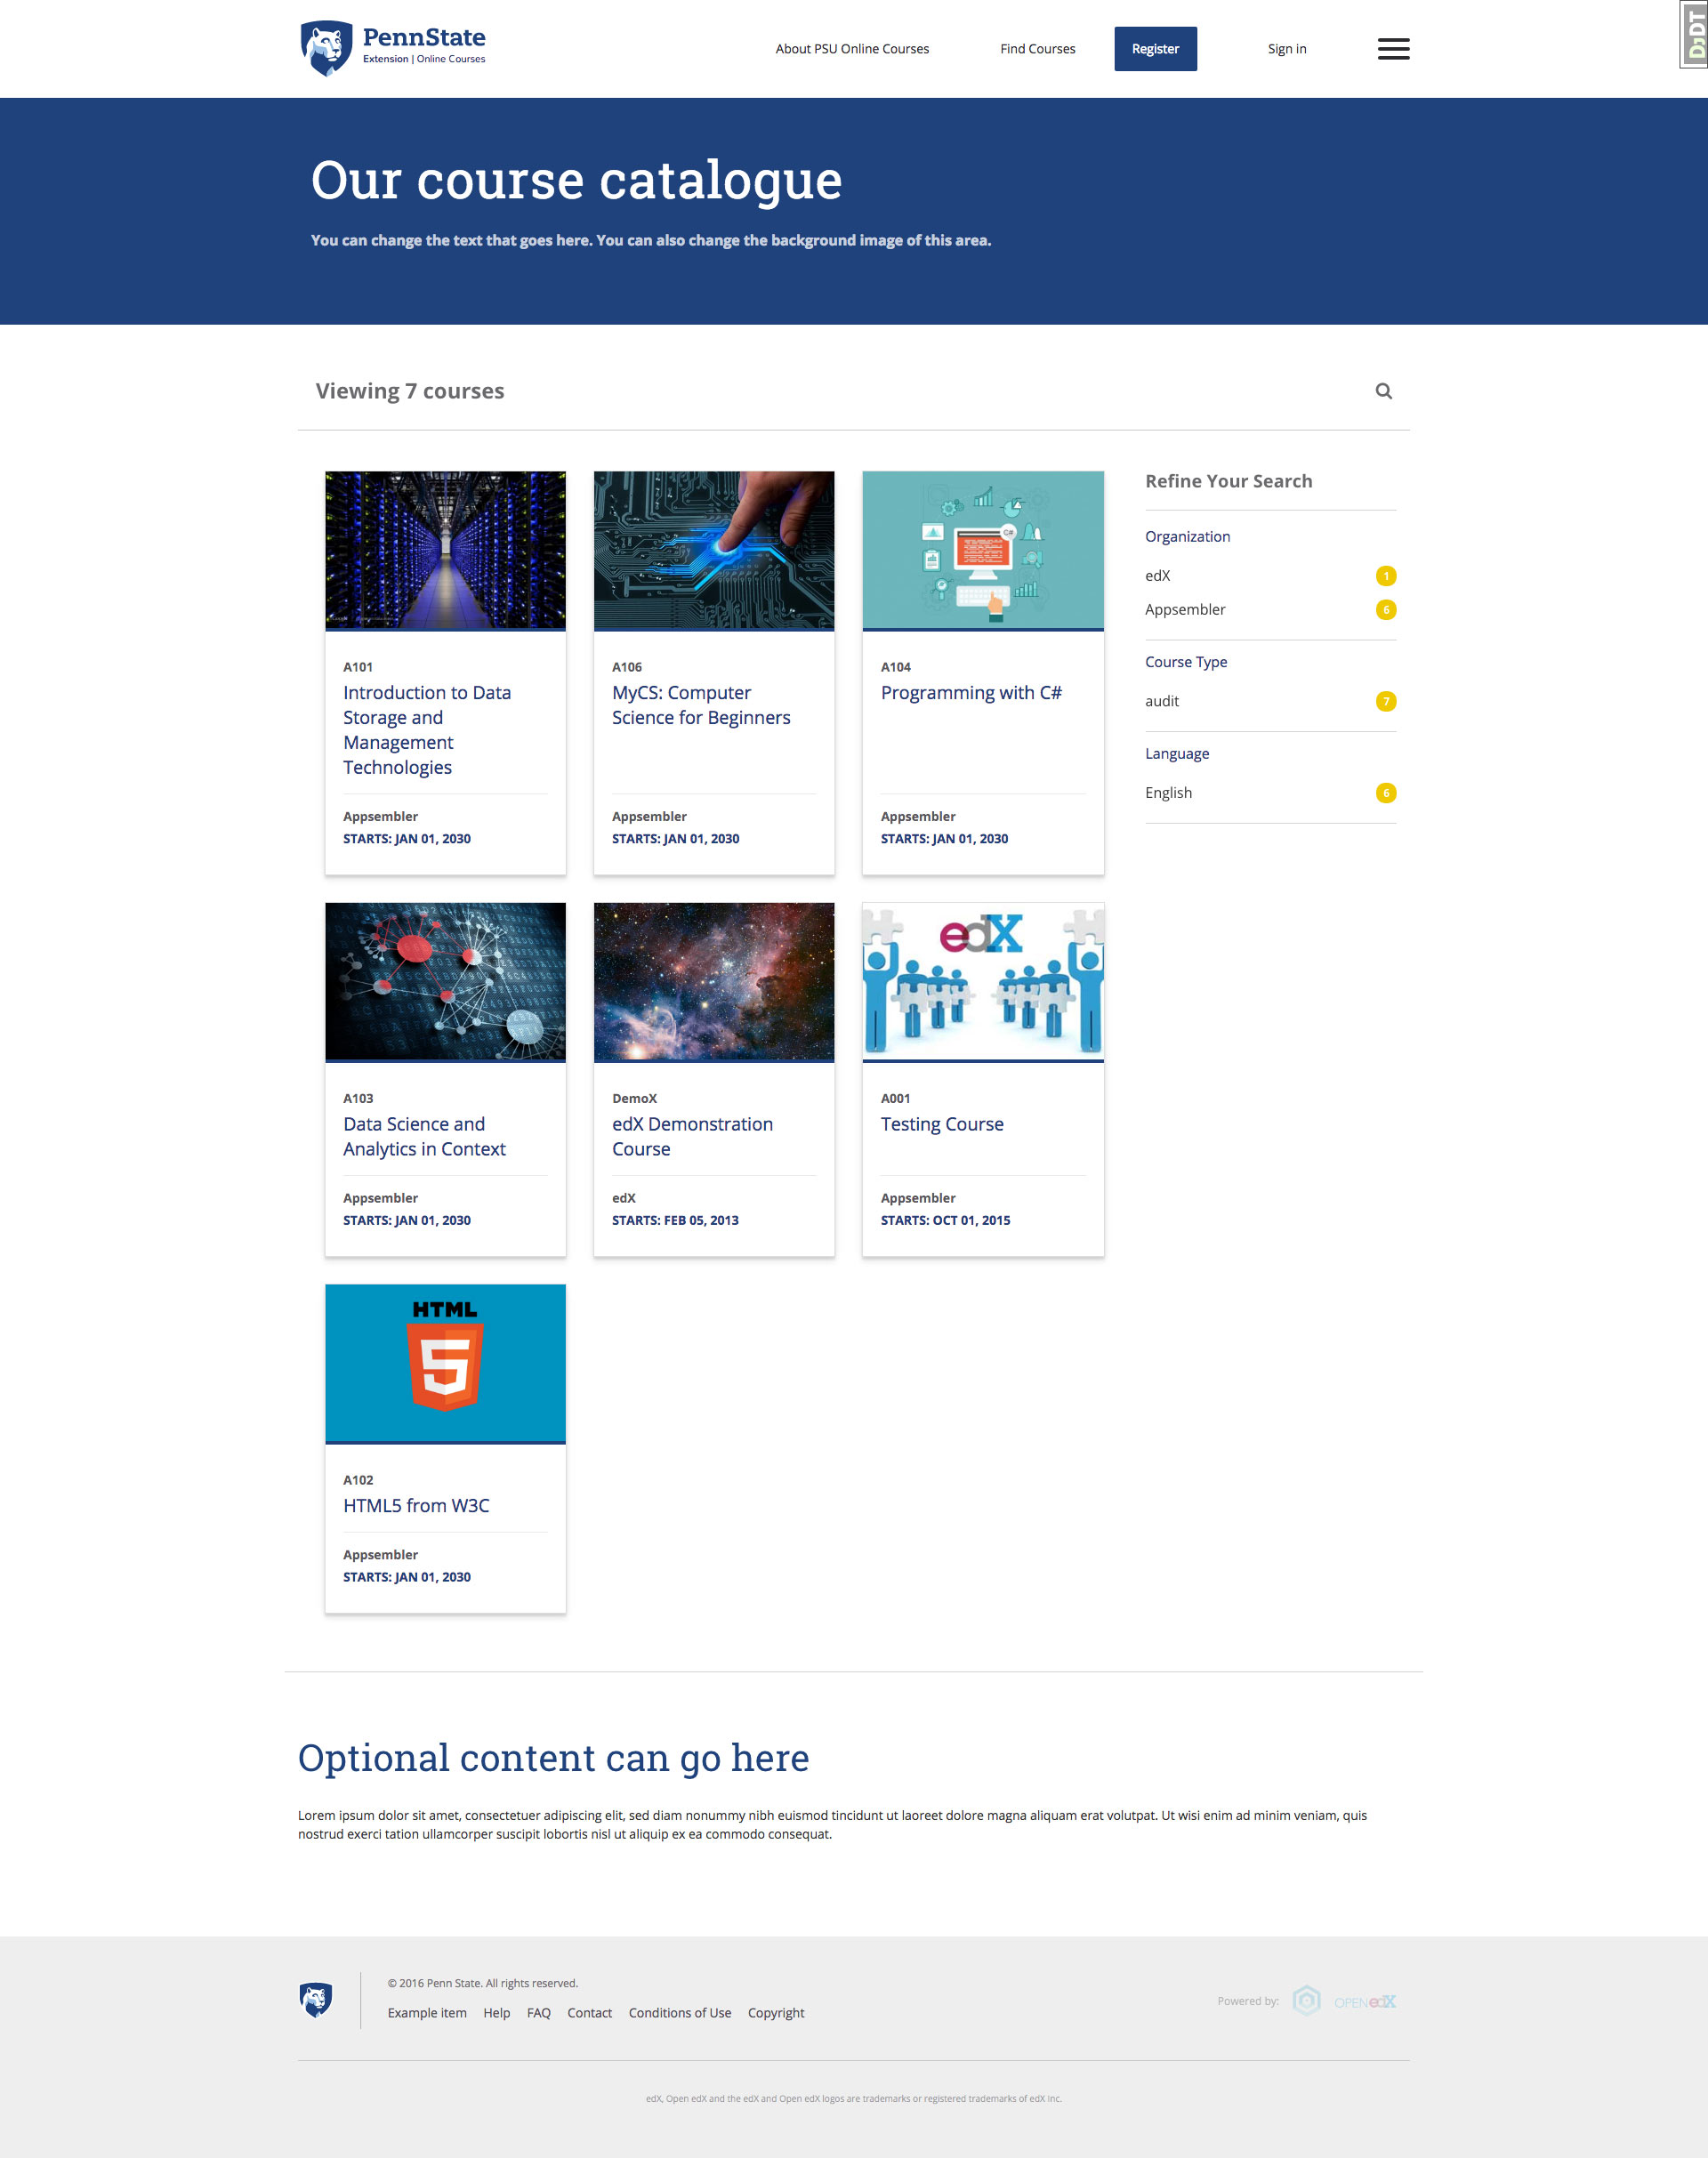 PennState
Extension | Online Courses
About PSU Online Courses
Find Courses
Register
Sign in
DJDT
Our course catalogue
You can change the text that goes here. You can also change the background image of this area.
Viewing 7 courses
A101
Introduction to Data
Storage and
Management
Technologies
Appsembler
STARTS: JAN 01, 2030
A106
MyCS: Computer
Science for Beginners
Appsembler
STARTS: JAN 01, 2030
C#
A104
Programming with C#
Appsembler
STARTS: JAN 01, 2030
Refine Your Search
Organization
edX 1
Appsembler 6
Course Type
audit 7
Language
English 6
A103
Data Science and
Analytics in Context
Appsembler
STARTS: JAN 01, 2030
DemoX
edX Demonstration
Course
edX
STARTS: FEB 05, 2013
edX
A001
Testing Course
Appsembler
STARTS: OCT 01, 2015
HTML
5
A102
HTML5 from W3C
Appsembler
STARTS: JAN 01, 2030
Optional content can go here
Lorem ipsum dolor sit amet, consectetuer adipiscing elit, sed diam nonummy nibh euismod tincidunt ut laoreet dolore magna aliquam erat volutpat. Ut wisi enim ad minim veniam, quis
nostrud exerci tation ullamcorper suscipit lobortis nisl ut aliquip ex ea commodo consequat.
© 2016 Penn State. All rights reserved.
Example item Help FAQ Contact Conditions of Use Copyright
Powered by:
OPEN edX
edX, Open edX and the edX and Open edX logos are trademarks or registered trademarks of edX Inc.